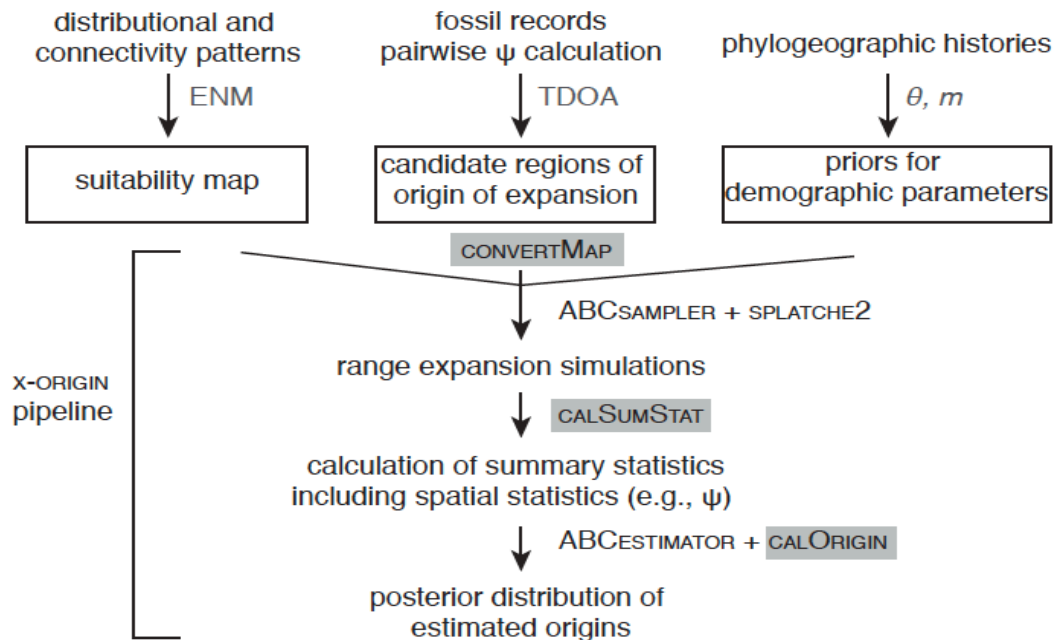 distributional and
connectivity patterns
ENM
suitability map
fossil records
pairwise ψ calculation
TDOA
candidate regions of
origin of expansion
phylogeographic histories
θ, m
priors for
demographic parameters
X-ORIGIN
pipeline
CONVERTMAP
ABCSAMPLER + SPLATCHE2
range expansion simulations
CALSUMSTAT
calculation of summary statistics
including spatial statistics (e.g., ψ)
ABCESTIMATOR + CALORIGIN
posterior distribution of
estimated origins